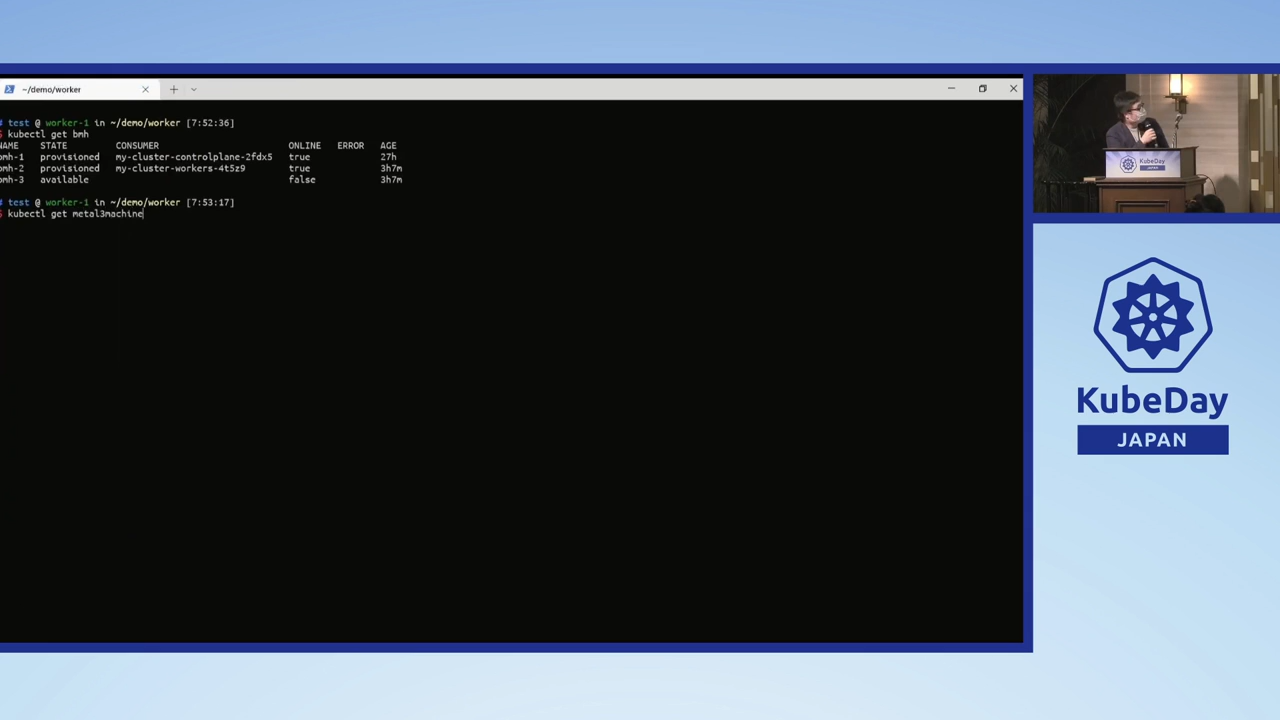 ~/demo/worker
# test @ worker-1 in ~/demo/worker [7:52:36]
$ kubectl get bmh
NAME STATE CONSUMER ONLINE ERROR AGE
bmh-1 provisioned my-cluster-controlplane-2fdx5 true 27h
bmh-2 provisioned my-cluster-workers-4t5z9 true 3h7m
bmh-3 available false 3h7m
# test @ worker-1 in ~/demo/worker [7:53:17]
$ kubectl get metal3machine
KubeDay
JAPAN
KubeDay
JAPAN